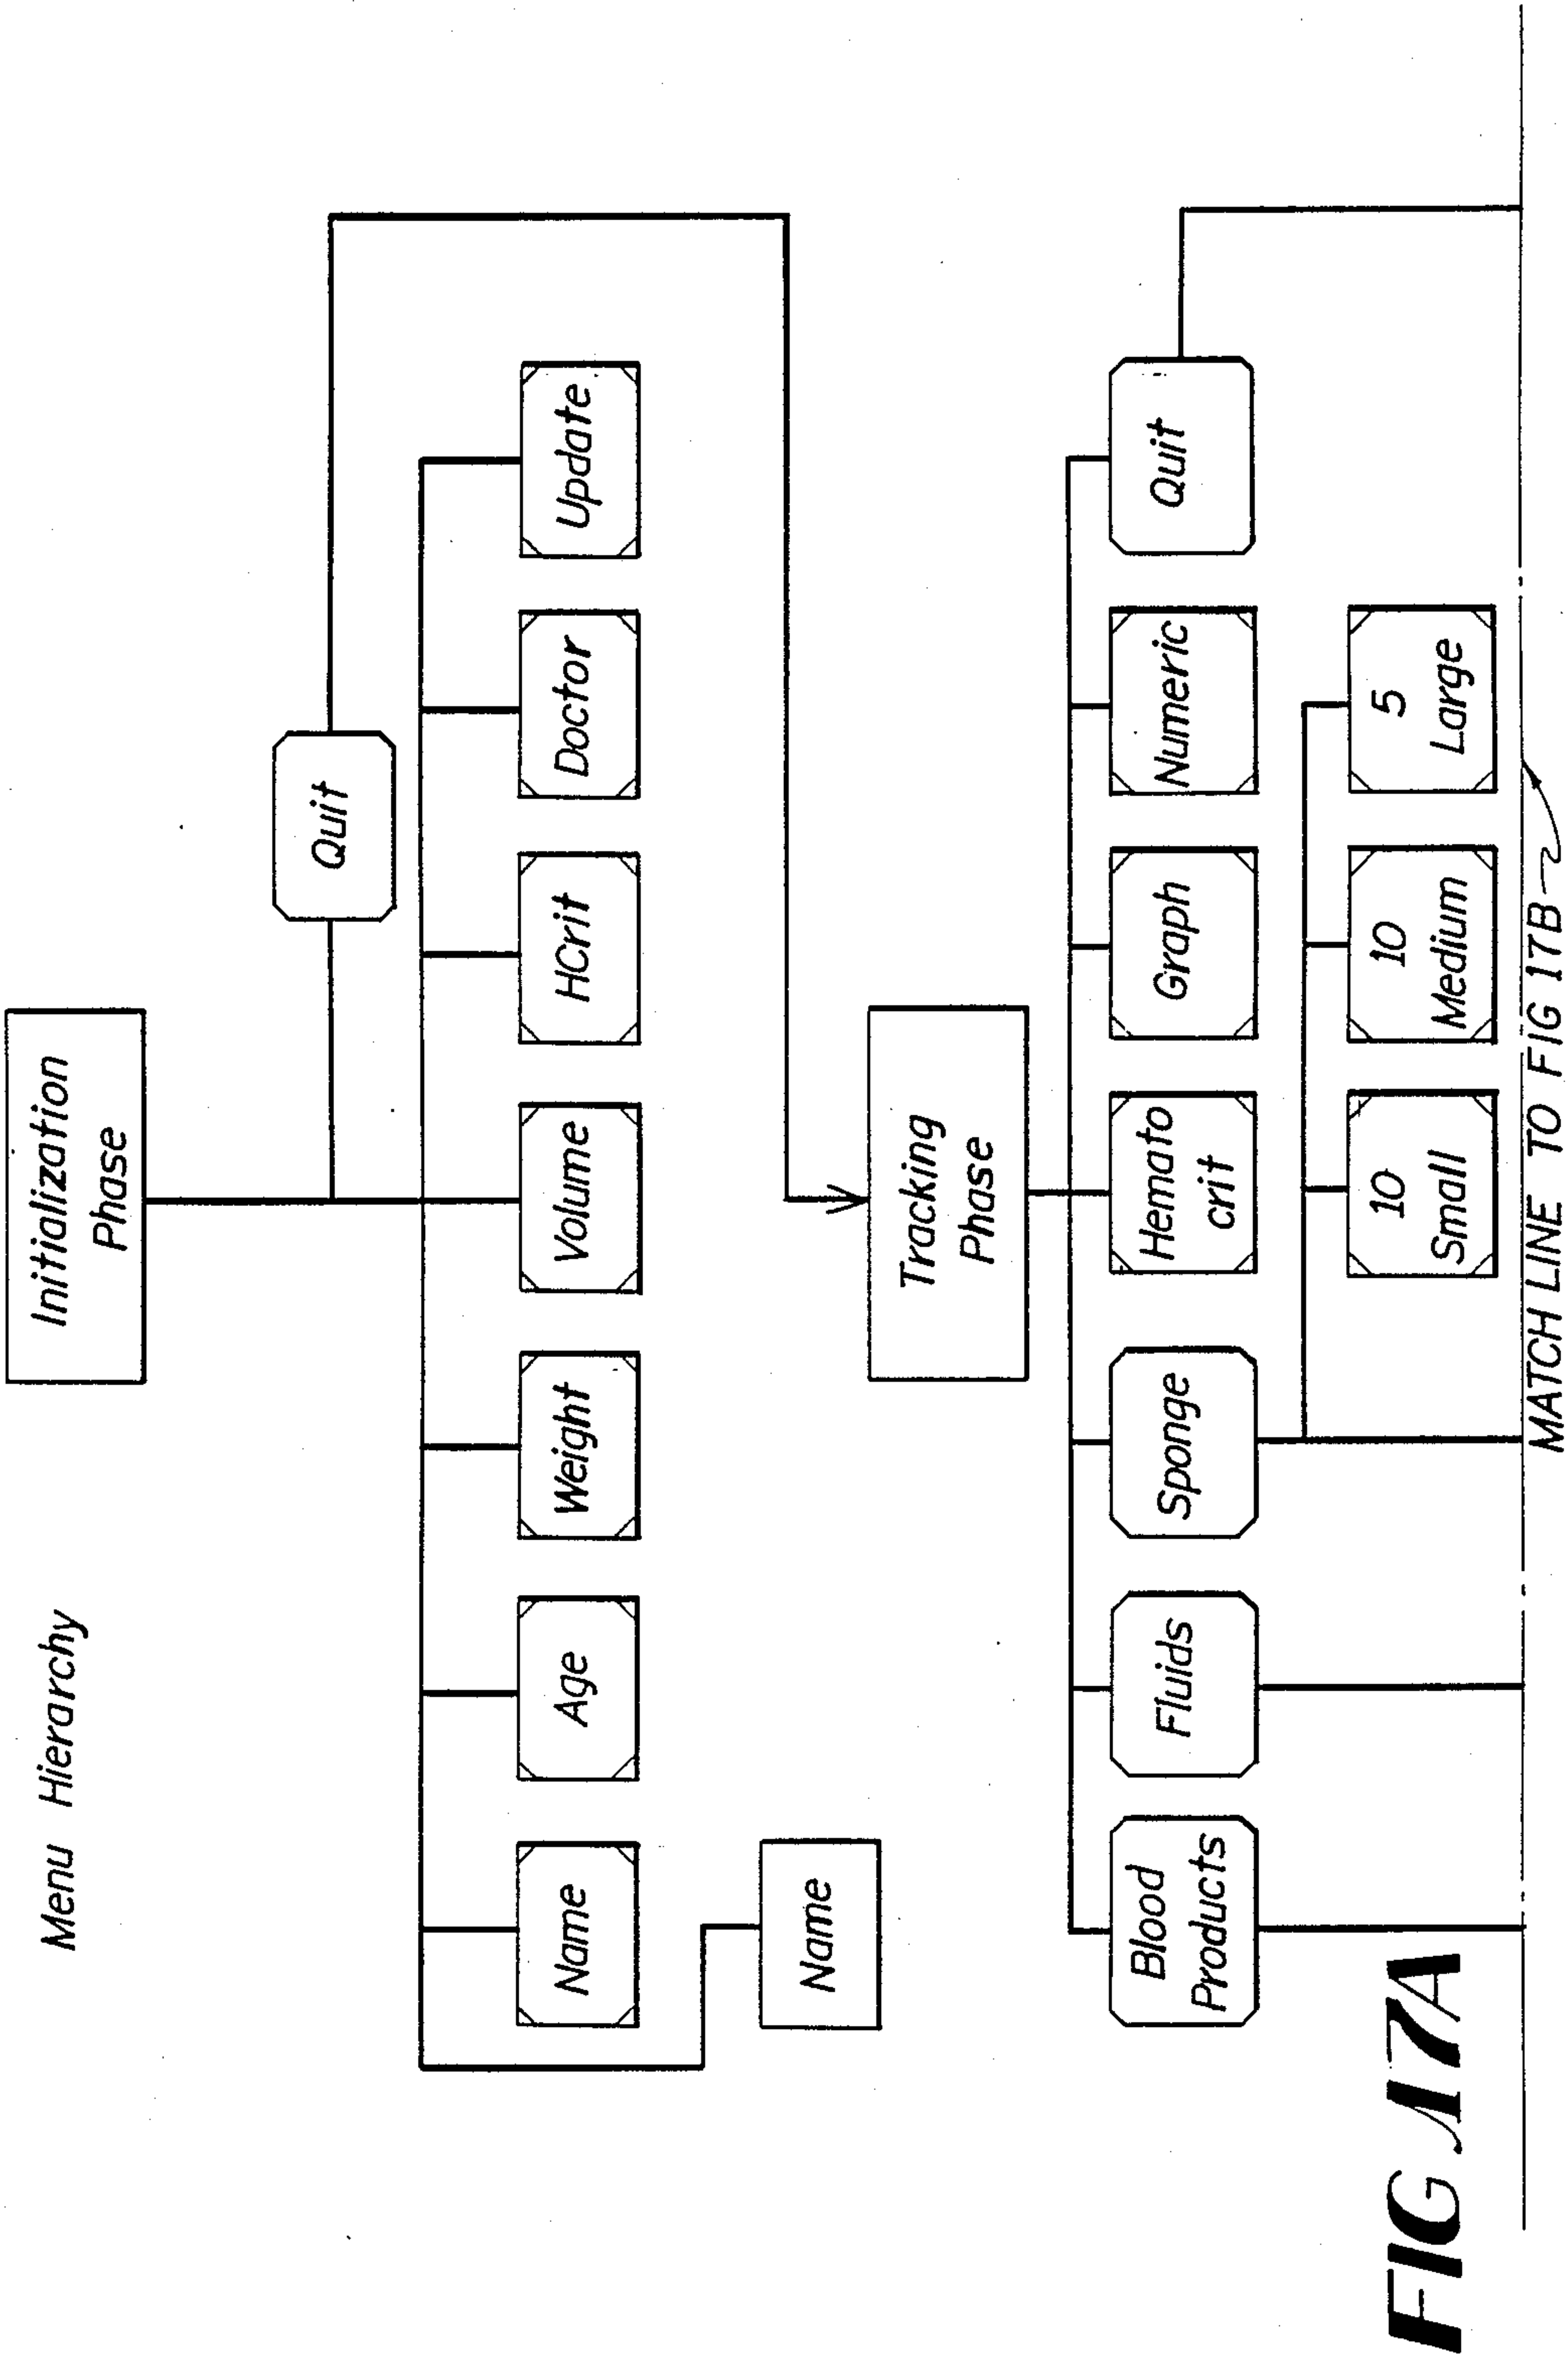 Menu Hierarchy
Initialization
Phase
Quit
Name
Age
Weight
Volume
HCrit
Doctor
Update
Name
Tracking
Phase
Blood
Products
Fluids
Sponge
Hemato
crit
Graph
Numeric
Quit
10
Small
10
Medium
5
Large
MATCH LINE TO FIG 17B
FIG 17A